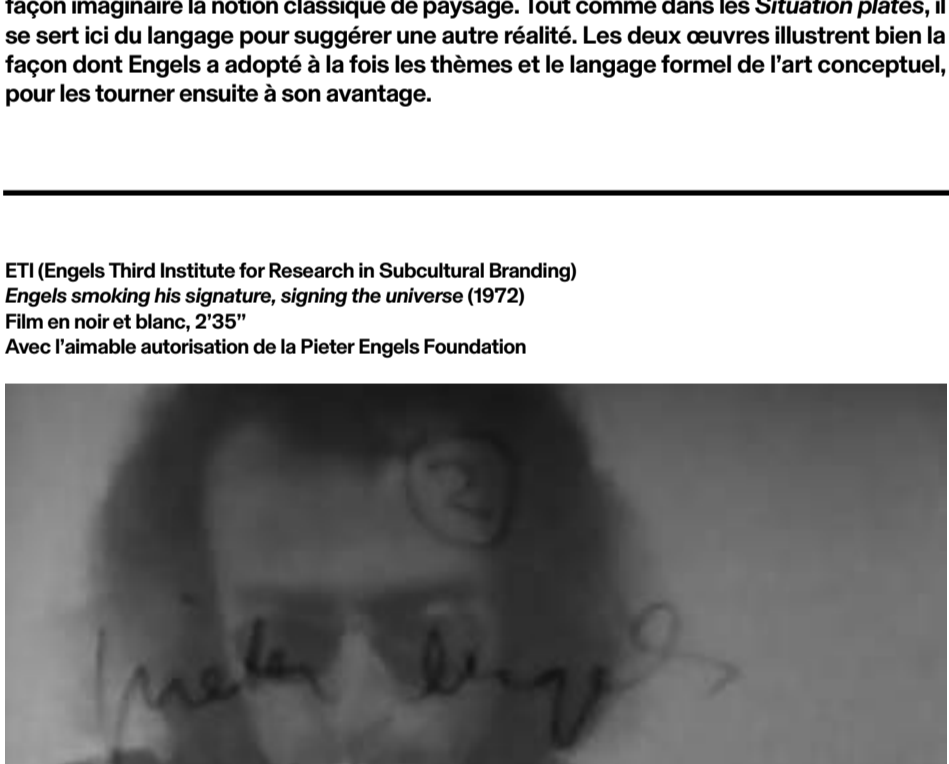 façon imaginaire la notion classique de paysage. Tout comme dans les Situation plates, il
se sert ici du langage pour suggérer une autre réalité. Les deux œuvres illustrent bien la
façon dont Engels a adopté à la fois les thèmes et le langage formel de l’art conceptuel,
pour les tourner ensuite à son avantage.
ETI (Engels Third Institute for Research in Subcultural Branding)
Engels smoking his signature, signing the universe (1972)
Film en noir et blanc, 2’35”
Avec l’aimable autorisation de la Pieter Engels Foundation
2
pieter engels